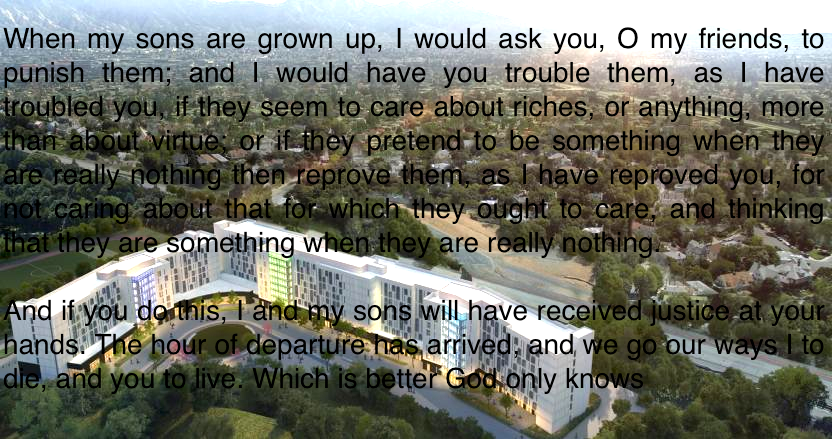 When my sons are grown up, I would ask you, O my friends, to
punish them; and I would have you trouble them, as I have
troubled you, if they seem to care about riches, or anything, more
than about virtue; or if they pretend to be something when they
are really nothing then reprove them, as I have reproved you, for
not caring about that for which they ought to care, and thinking
that they are something when they are really nothing.
And if you do this, I and my sons will have received justice at your
hands. The hour of departure has arrived, and we go our ways I to
die, and you to live. Which is better God only knows